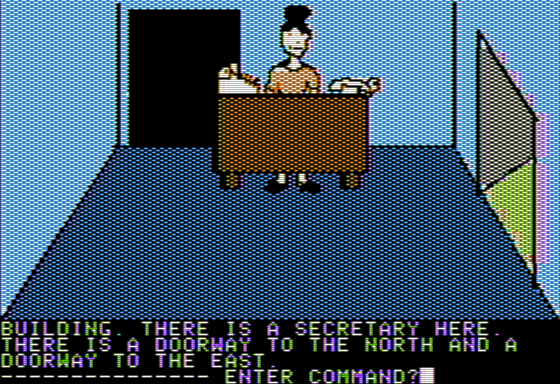 BUILDING. THERE IS A SECRETARY HERE.
THERE IS A DOORWAY TO THE NORTH AND A
DOORWAY TO THE EAST.
--------------- ENTER COMMAND?